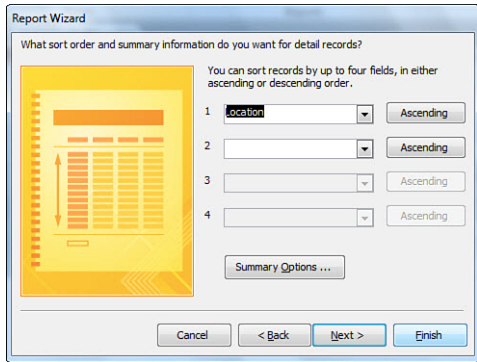 Report Wizard
What sort order and summary information do you want for detail records?
You can sort records by up to four fields, in either
ascending or descending order.
1 Location Ascending
2 Ascending
3 Ascending
4 Ascending
Summary Options ...
Cancel < Back Next > Finish